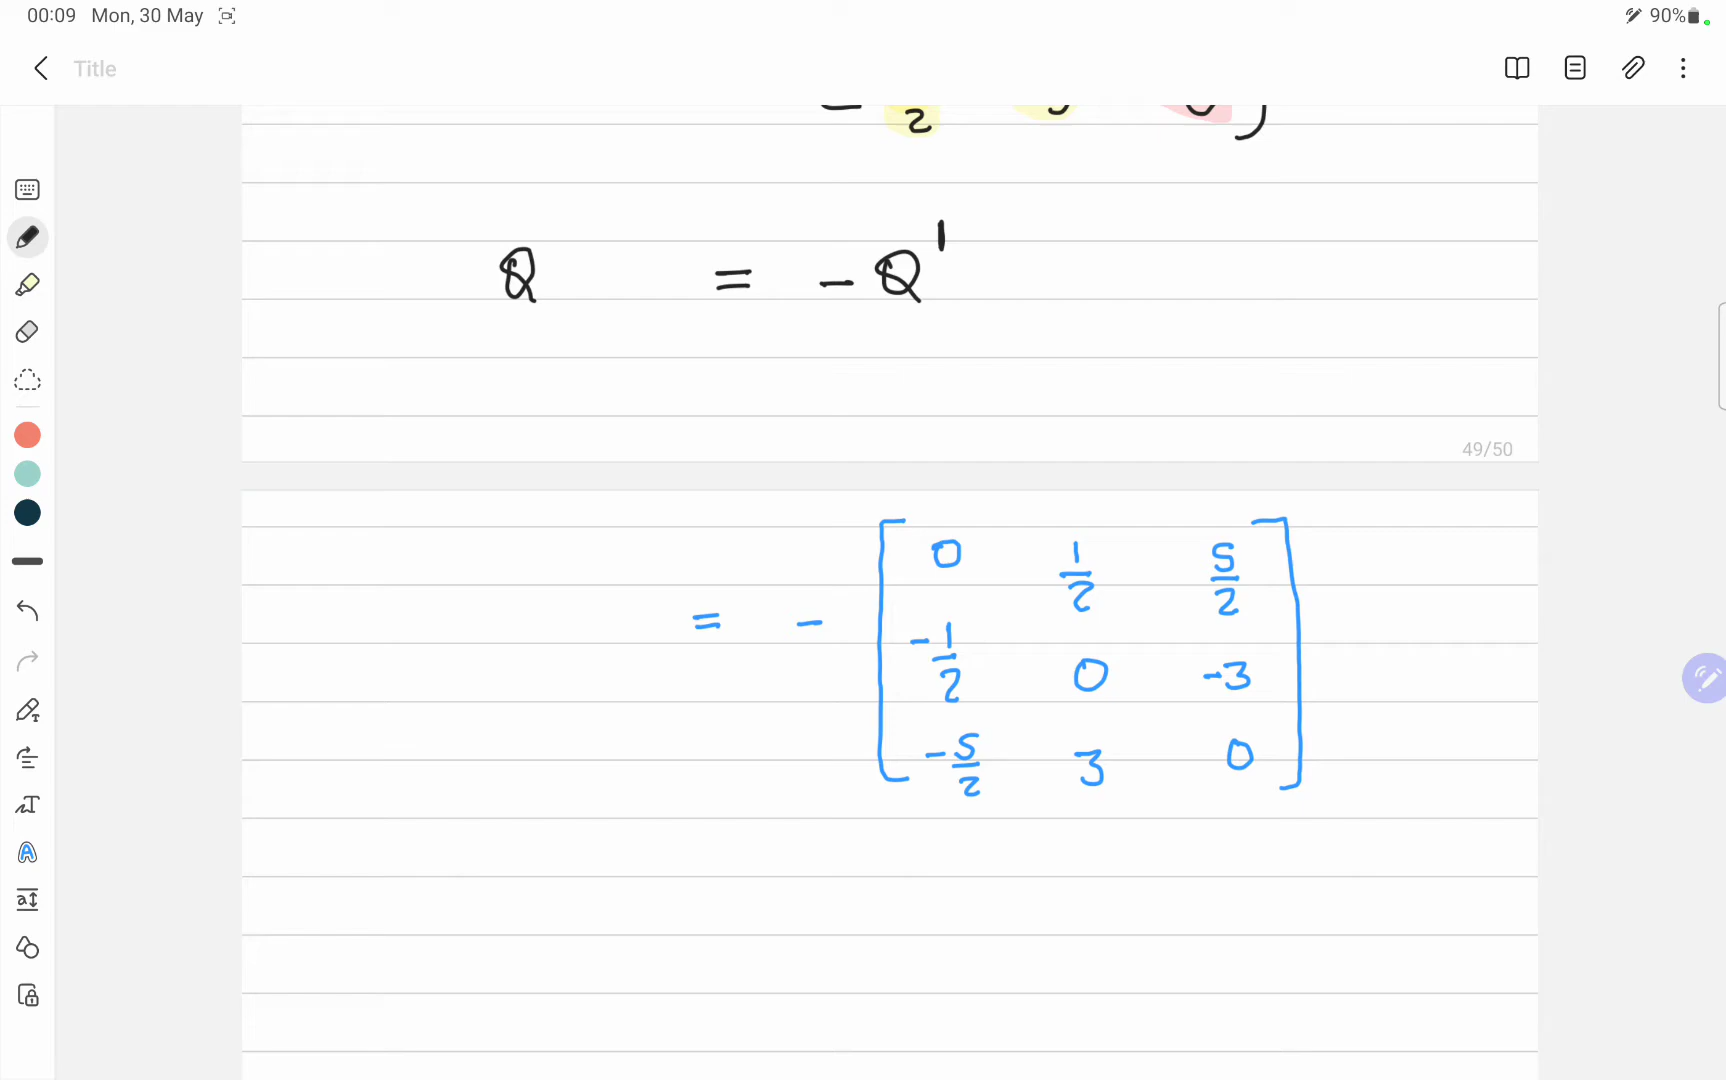 00:09 Mon, 30 May 90%
Title
2
Q = - Q'
49/50
0 1/2 5/2
= - -1/2 0 -3
-5/2 3 0